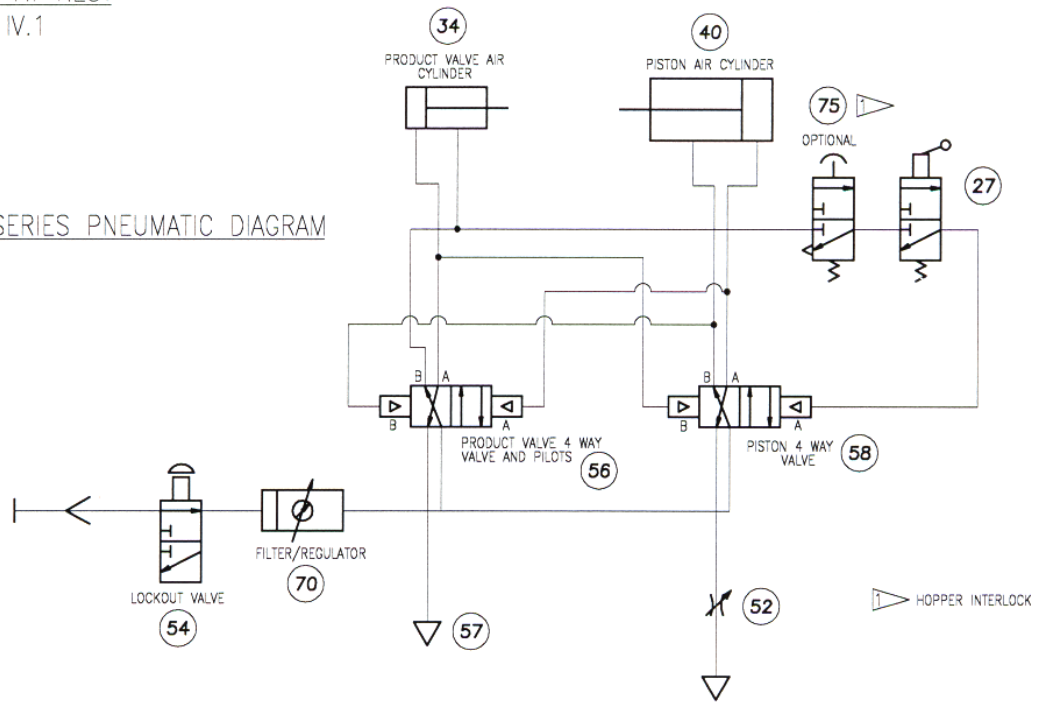 IV.1
34
PRODUCT VALVE AIR
CYLINDER
40
PISTON AIR CYLINDER
75
1
OPTIONAL
27
SERIES PNEUMATIC DIAGRAM
B A
B A
B
A
B
A
PRODUCT VALVE 4 WAY
VALVE AND PILOTS
56
PISTON 4 WAY
VALVE
58
FILTER/REGULATOR
70
LOCKOUT VALVE
54
57
52
1
HOPPER INTERLOCK